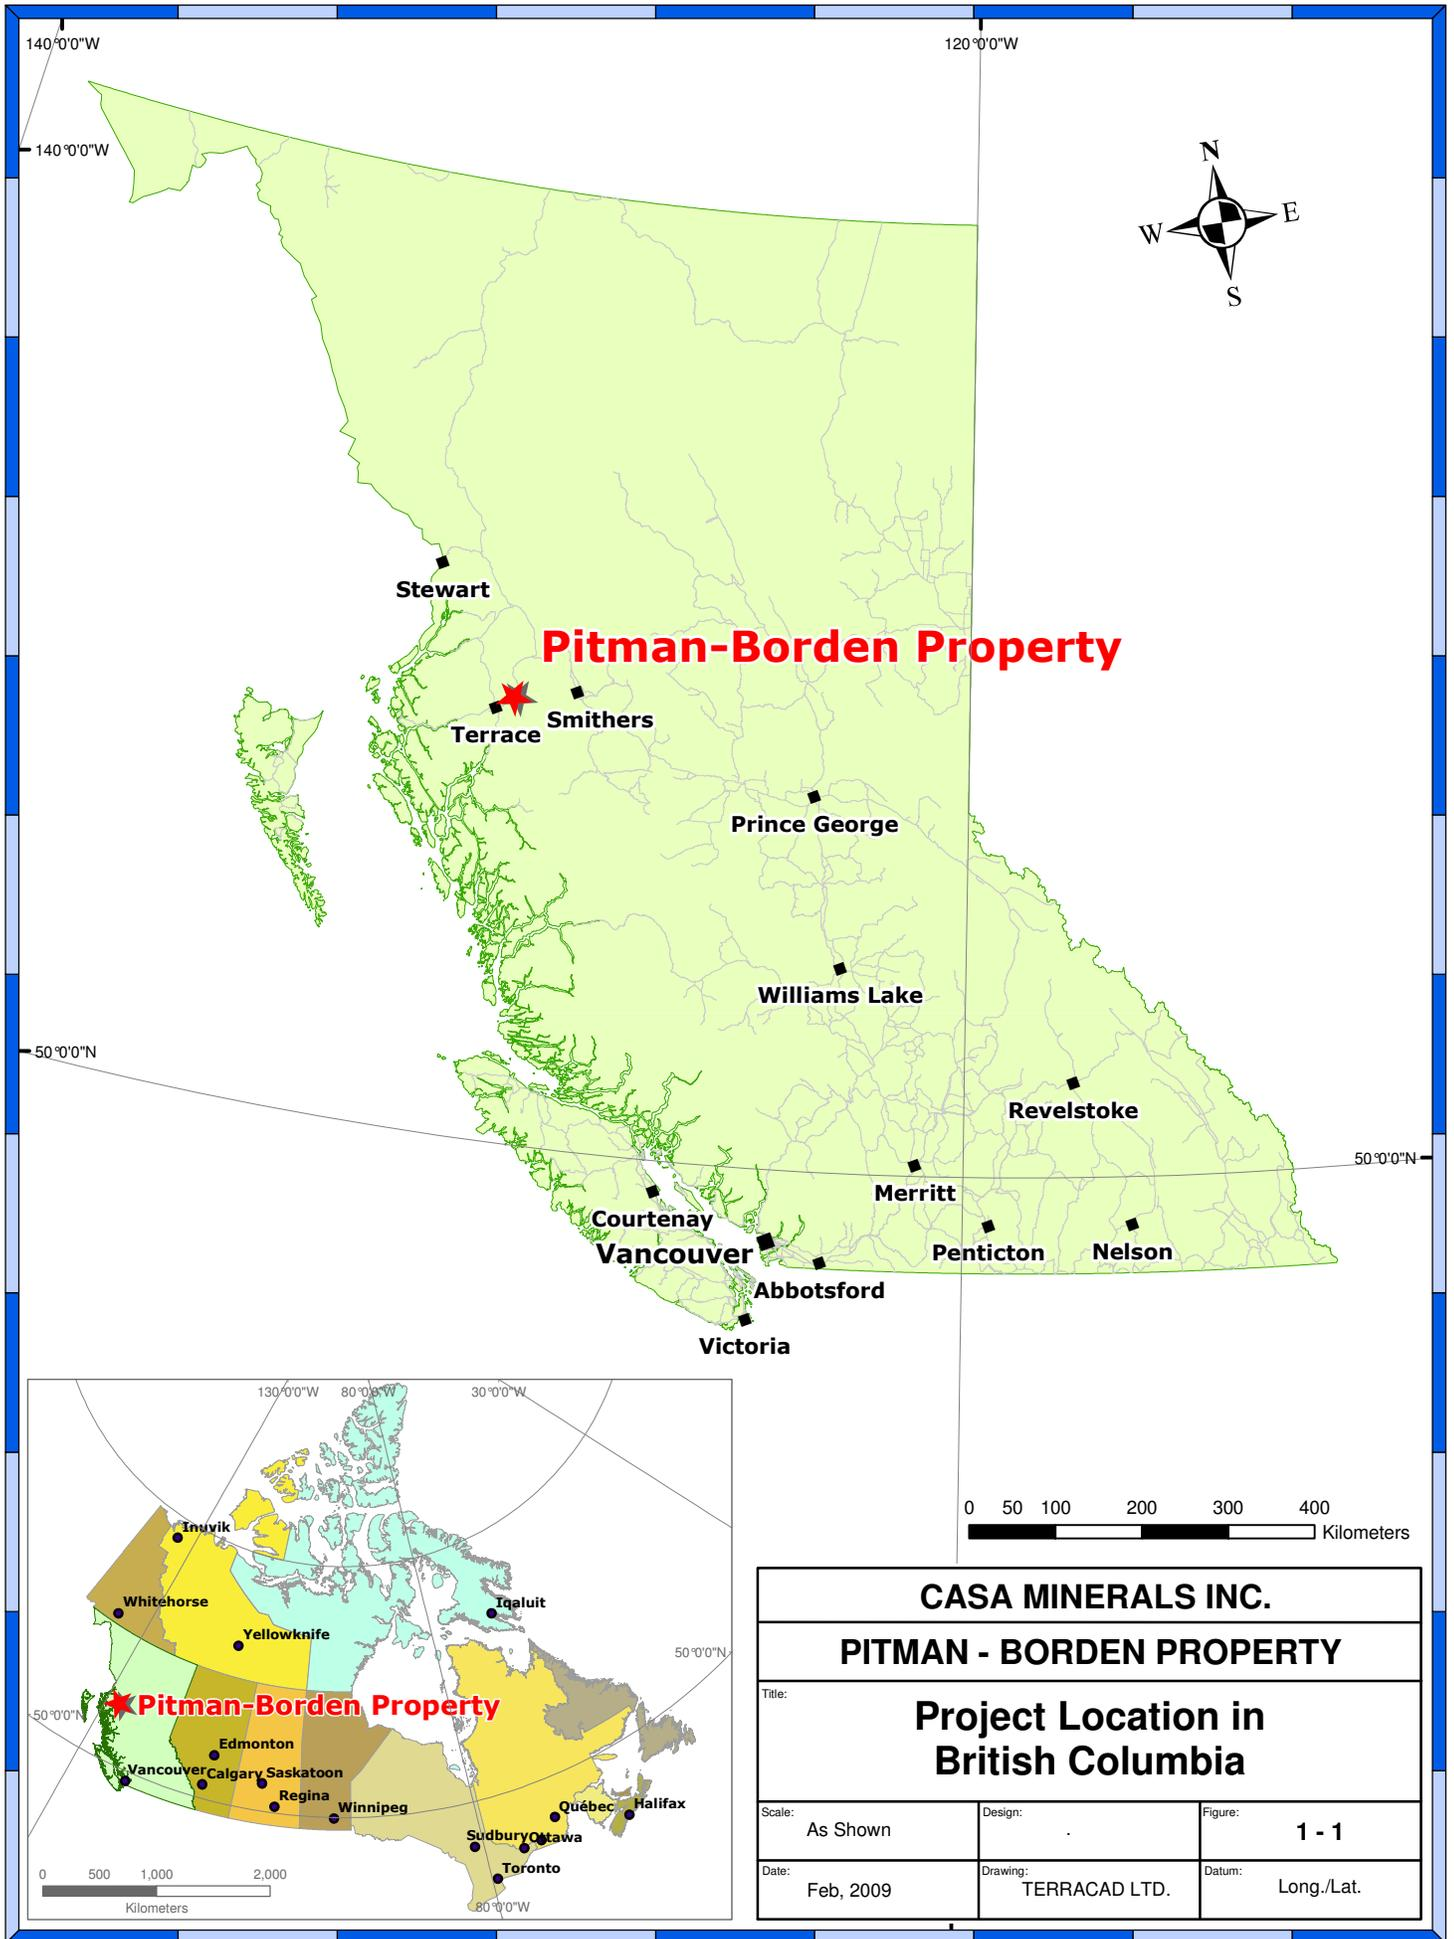 140°0'0"W
120°0'0"W
140°0'0"W
N
W
E
S
Stewart
Pitman-Borden Property
Smithers
Terrace
Prince George
Williams Lake
50°0'0"N
Revelstoke
50°0'0"N
Merritt
Courtenay
Vancouver
Penticton
Nelson
Abbotsford
Victoria
130°0'0"W
80°0'0"W
30°0'0"W
Inuvik
Whitehorse
Iqaluit
Yellowknife
50°0'0"N
Pitman-Borden Property
50°0'0"N
Edmonton
Vancouver
Calgary
Saskatoon
Regina
Winnipeg
Québec
Halifax
Sudbury
Ottawa
Toronto
0 500 1,000 2,000
Kilometers
80°0'0"W
0 50 100 200 300 400
Kilometers
CASA MINERALS INC.
PITMAN - BORDEN PROPERTY
Title:
Project Location in
British Columbia
Scale:
As Shown
Design:
.
Figure:
1 - 1
Date:
Feb, 2009
Drawing:
TERRACAD LTD.
Datum:
Long./Lat.